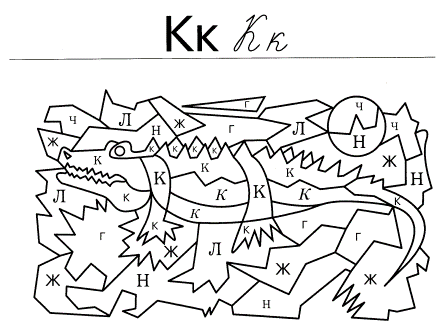 Кк Кк
г
Ч Л Н Ж г Л Ч Ч
Н
Ж К К К К К К Ж Н
К К К К
Л К К К К К
г К К г г
Ж Л Ж
Ж Н Н Ж